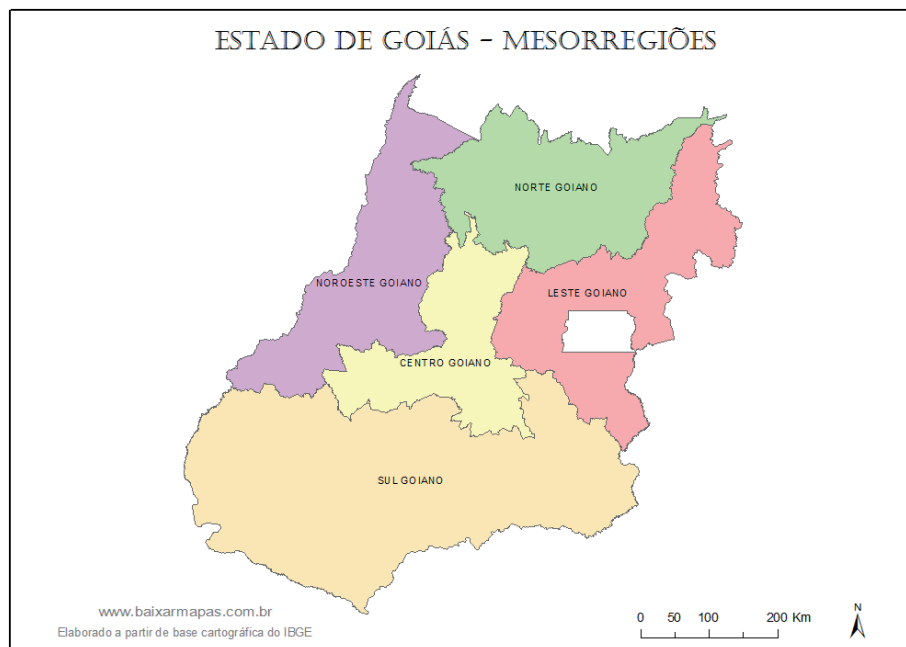 ESTADO DE GOIÁS - MESORREGIÕES
NORTE GOIANO
NOROESTE GOIANO
LESTE GOIANO
CENTRO GOIANO
SUL GOIANO
www.baixarmapas.com.br
Elaborado a partir de base cartográfica do IBGE
0 50 100 200 Km
N